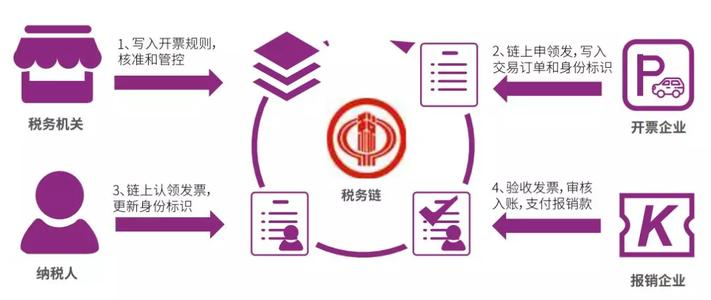 1、写入开票规则,
核准和管控
税务机关
2、链上申领发,写入
交易订单和身份标识
P
开票企业
税务链
3、链上认领发票,
更新身份标识
纳税人
4、验收发票,审核
入账,支付报销款
K
报销企业